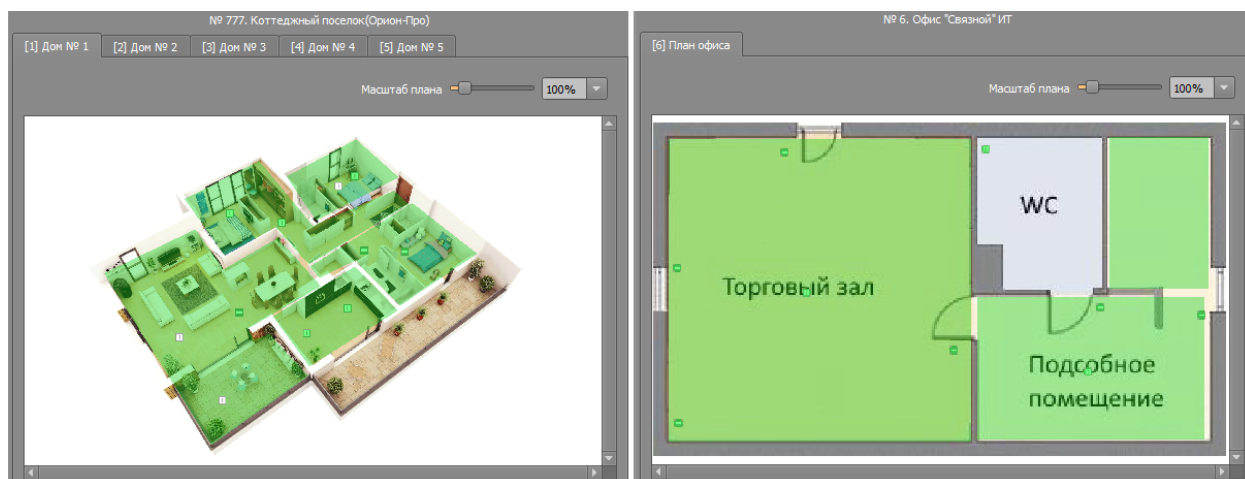 № 777. Коттеджный поселок(Орион-Про)
[1] Дом № 1
[2] Дом № 2
[3] Дом № 3
[4] Дом № 4
[5] Дом № 5
Масштаб плана
100%
№ 6. Офис "Связной" ИТ
[6] План офиса
Масштаб плана
100%
WC
Торговый зал
Подсобное
помещение